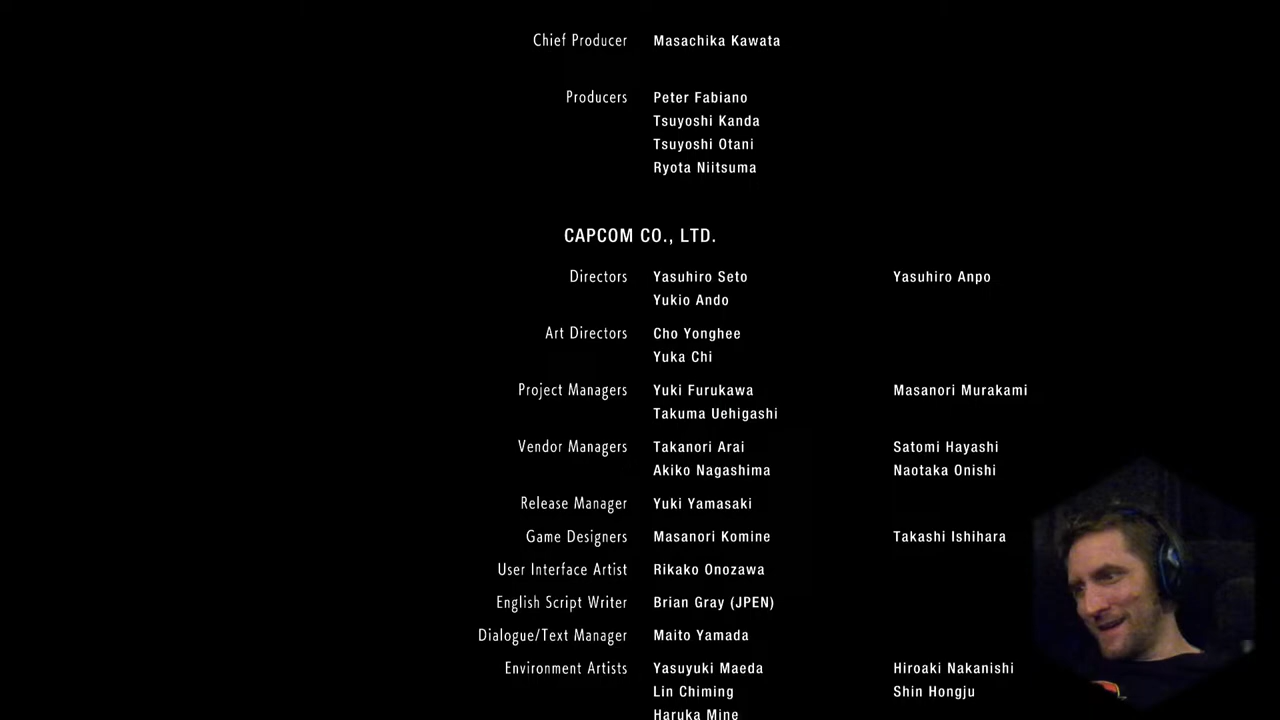 Chief Producer Masachika Kawata
Producers Peter Fabiano
Tsuyoshi Kanda
Tsuyoshi Otani
Ryota Niitsuma
CAPCOM CO., LTD.
Directors Yasuhiro Seto Yasuhiro Anpo
Yukio Ando
Art Directors Cho Yonghee
Yuka Chi
Project Managers Yuki Furukawa Masanori Murakami
Takuma Uehigashi
Vendor Managers Takanori Arai Satomi Hayashi
Akiko Nagashima Naotaka Onishi
Release Manager Yuki Yamasaki
Game Designers Masanori Komine Takashi Ishihara
User Interface Artist Rikako Onozawa
English Script Writer Brian Gray (JPEN)
Dialogue/Text Manager Maito Yamada
Environment Artists Yasuyuki Maeda Hiroaki Nakanishi
Lin Chiming Shin Hongju
Haruka Mine